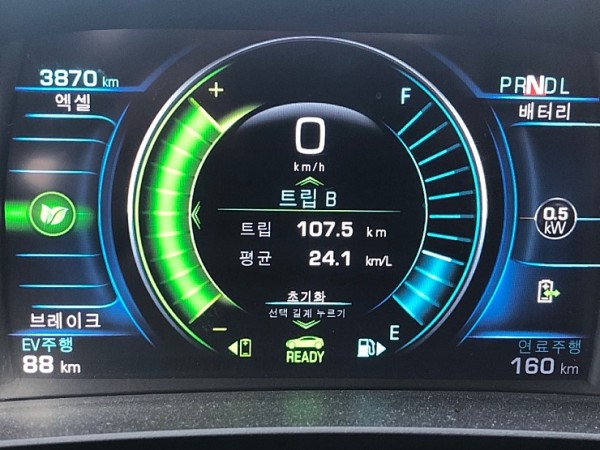 3870 km
엑셀
+
F
PRNDL
배터리
0
km/h
트립 B
트립 107.5 km
평균 24.1 km/L
0.5
kW
초기화
선택 길게 누르기
브레이크
−
E
EV주행
88 km
READY
연료주행
160 km